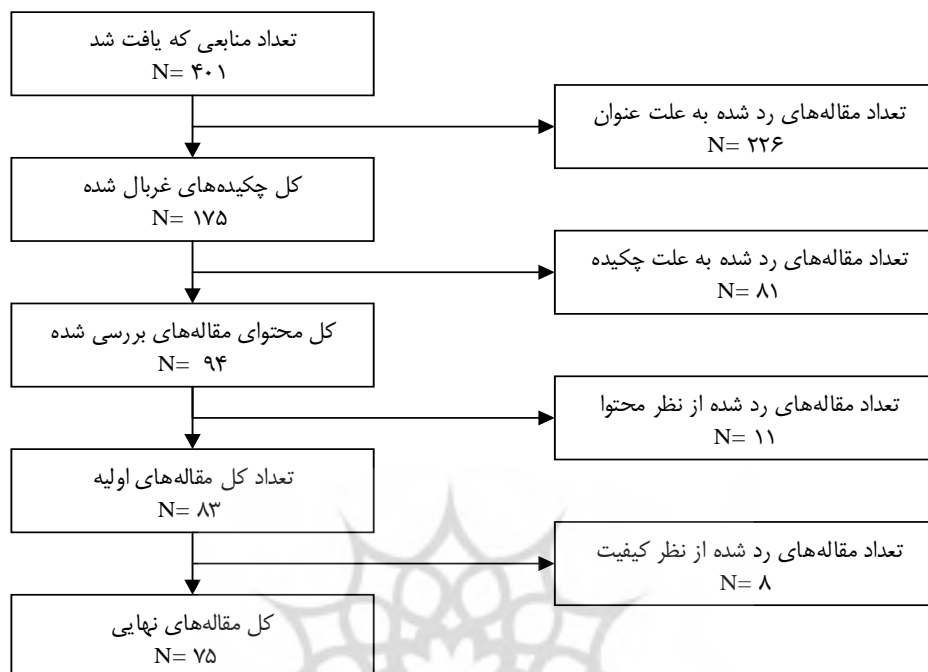 تعداد منابعی که یافت شد
N= ۴۰۱
تعداد مقاله‌های رد شده به علت عنوان
N= ۲۲۶
کل چکیده‌های غربال شده
N= ۱۷۵
تعداد مقاله‌های رد شده به علت چکیده
N= ۸۱
کل محتوای مقاله‌های بررسی شده
N= ۹۴
تعداد مقاله‌های رد شده از نظر محتوا
N= ۱۱
تعداد کل مقاله‌های اولیه
N= ۸۳
تعداد مقاله‌های رد شده از نظر کیفیت
N= ۸
کل مقاله‌های نهایی
N= ۷۵